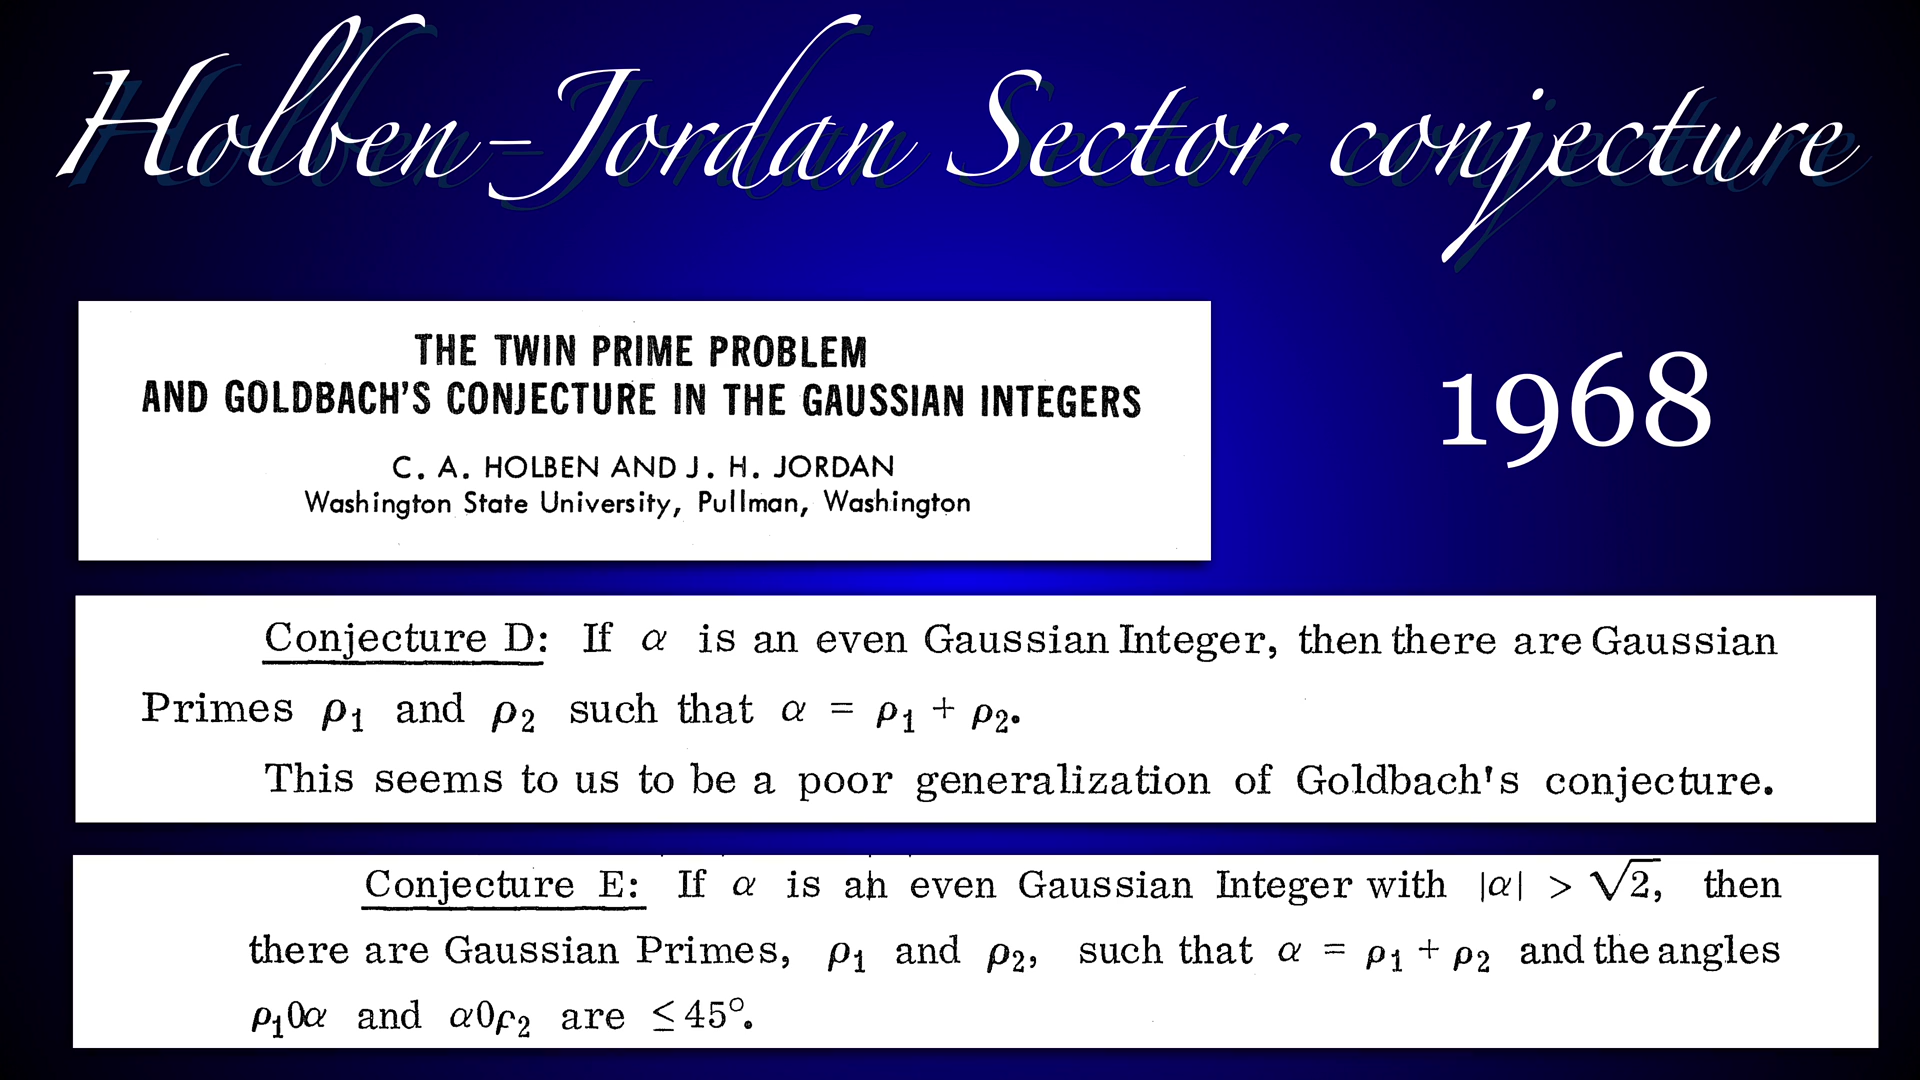 Holben-Jordan Sector conjecture
THE TWIN PRIME PROBLEM
AND GOLDBACH'S CONJECTURE IN THE GAUSSIAN INTEGERS
C. A. HOLBEN AND J. H. JORDAN
Washington State University, Pullman, Washington
1968
Conjecture D: If α is an even Gaussian Integer, then there are Gaussian
Primes ρ₁ and ρ₂ such that α = ρ₁ + ρ₂.
This seems to us to be a poor generalization of Goldbach's conjecture.
Conjecture E: If α is an even Gaussian Integer with |α| > √2, then
there are Gaussian Primes, ρ₁ and ρ₂, such that α = ρ₁ + ρ₂ and the angles
ρ₁0α and α0ρ₂ are ≤ 45°.